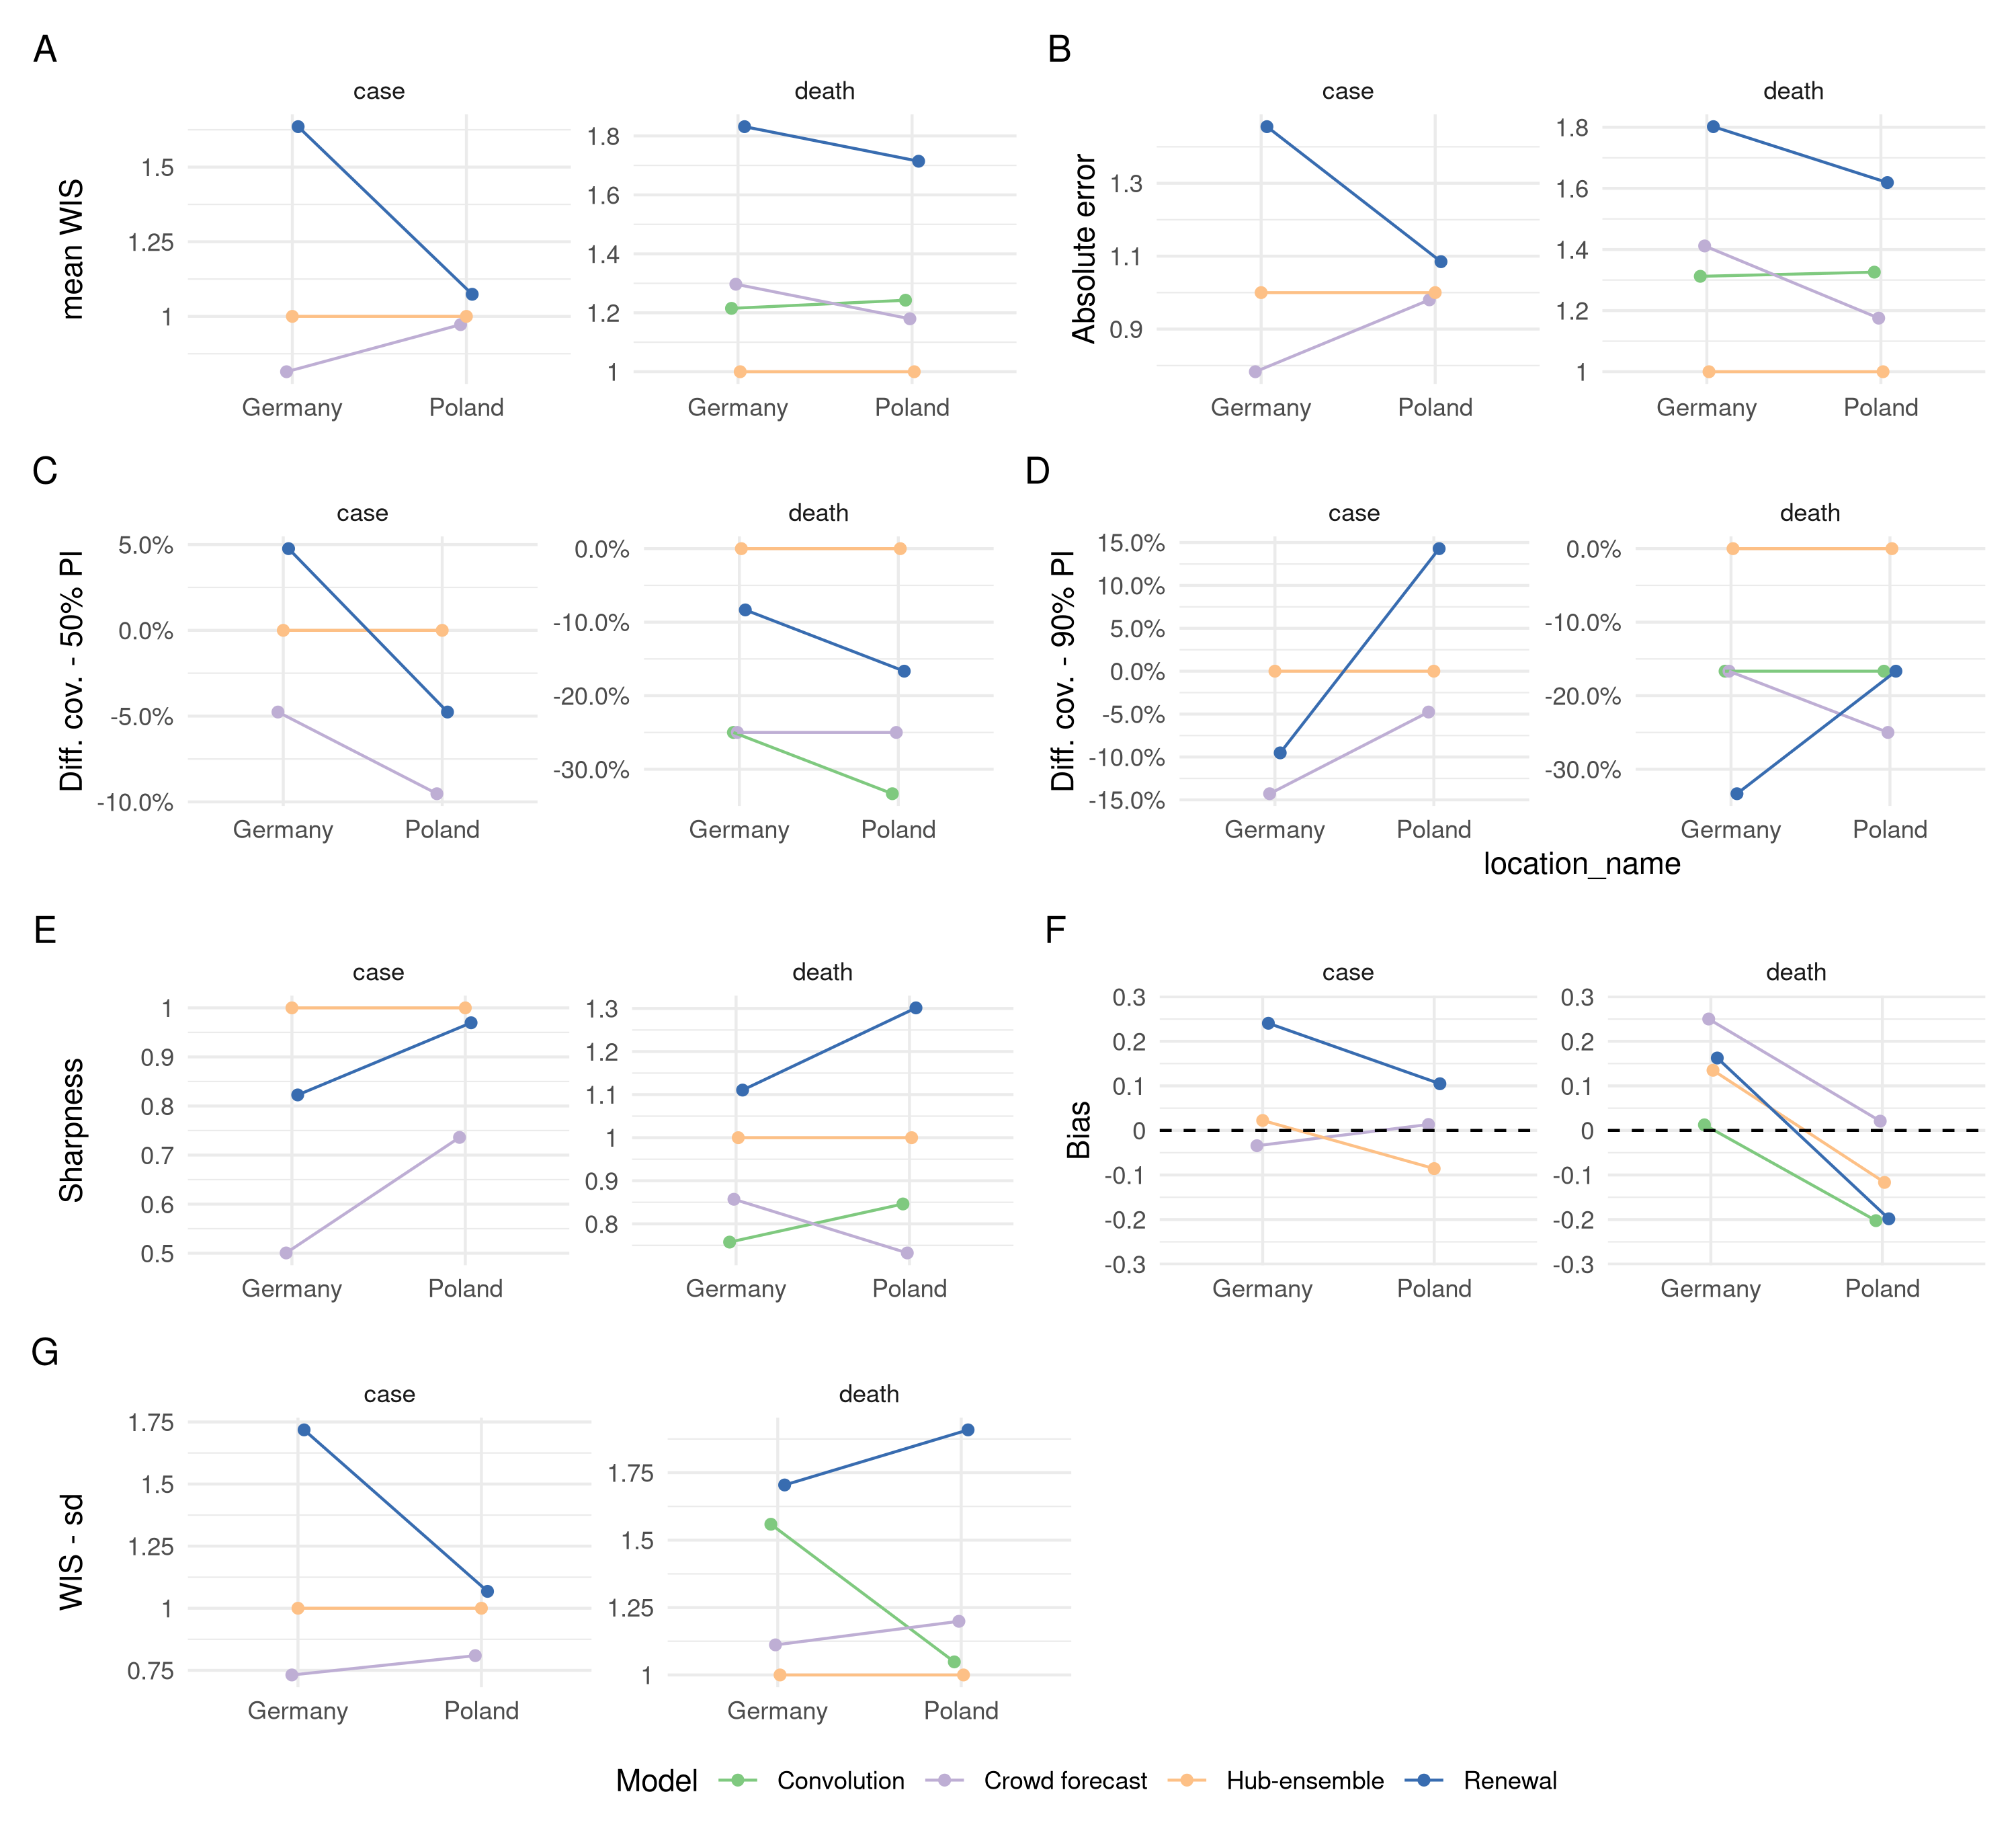 A
case
death
mean WIS
1.5
1.25
1
1.8
1.6
1.4
1.2
1
Germany
Poland
Germany
Poland
B
case
death
Absolute error
1.3
1.1
0.9
1.8
1.6
1.4
1.2
1
Germany
Poland
Germany
Poland
C
case
death
Diff. cov. - 50% PI
5.0%
0.0%
-5.0%
-10.0%
0.0%
-10.0%
-20.0%
-30.0%
Germany
Poland
Germany
Poland
D
case
death
Diff. cov. - 90% PI
15.0%
10.0%
5.0%
0.0%
-5.0%
-10.0%
-15.0%
0.0%
-10.0%
-20.0%
-30.0%
Germany
Poland
Germany
Poland
location_name
E
case
death
Sharpness
1
0.9
0.8
0.7
0.6
0.5
1.3
1.2
1.1
1
0.9
0.8
Germany
Poland
Germany
Poland
F
case
death
Bias
0.3
0.2
0.1
0
-0.1
-0.2
-0.3
0.3
0.2
0.1
0
-0.1
-0.2
-0.3
Germany
Poland
Germany
Poland
G
case
death
WIS - sd
1.75
1.5
1.25
1
0.75
1.75
1.5
1.25
1
Germany
Poland
Germany
Poland
Model Convolution Crowd forecast Hub-ensemble Renewal